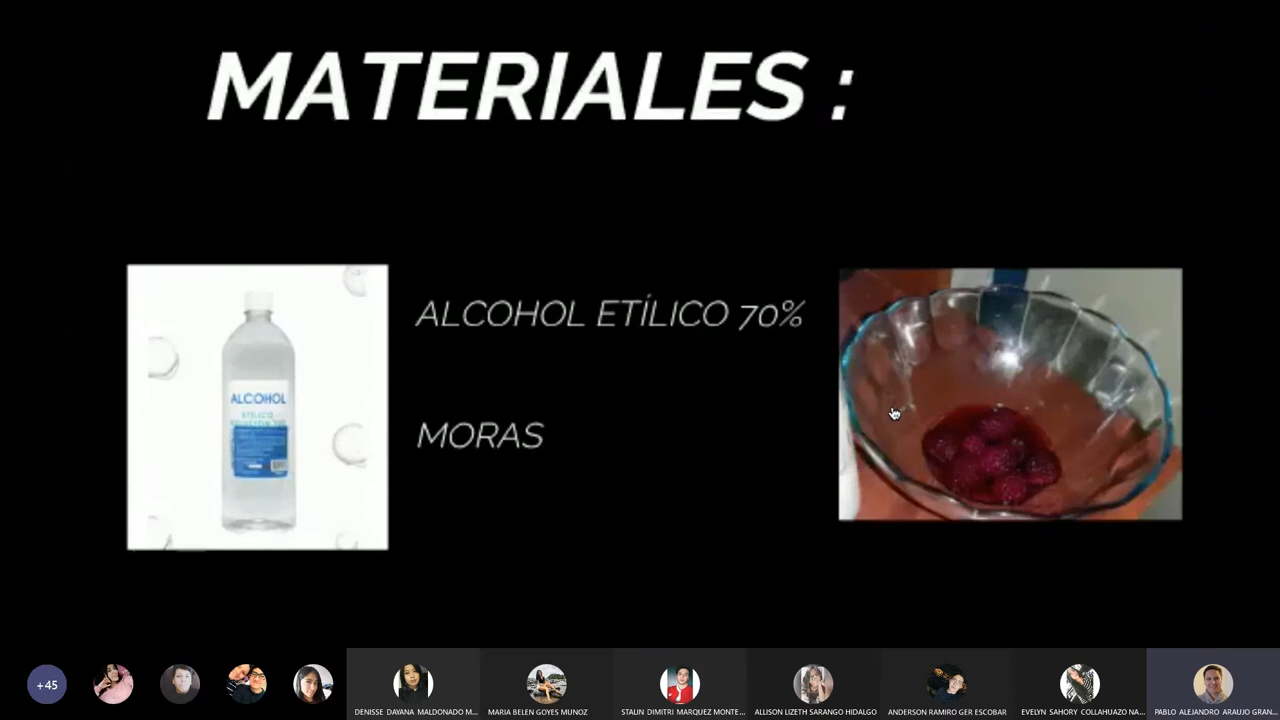 MATERIALES :
ALCOHOL ETÍLICO 70%
MORAS
ALCOHOL
ETÍLICO
+45
DENISSE DAYANA MALDONADO M...
MARIA BELEN GOYES MUNOZ
STALIN DIMITRI MARQUEZ MONTE...
ALLISON LIZETH SARANGO HIDALGO
ANDERSON RAMIRO GER ESCOBAR
EVELYN SAHORY COLLAHUAZO NA...
PABLO ALEJANDRO ARAUJO GRAN...